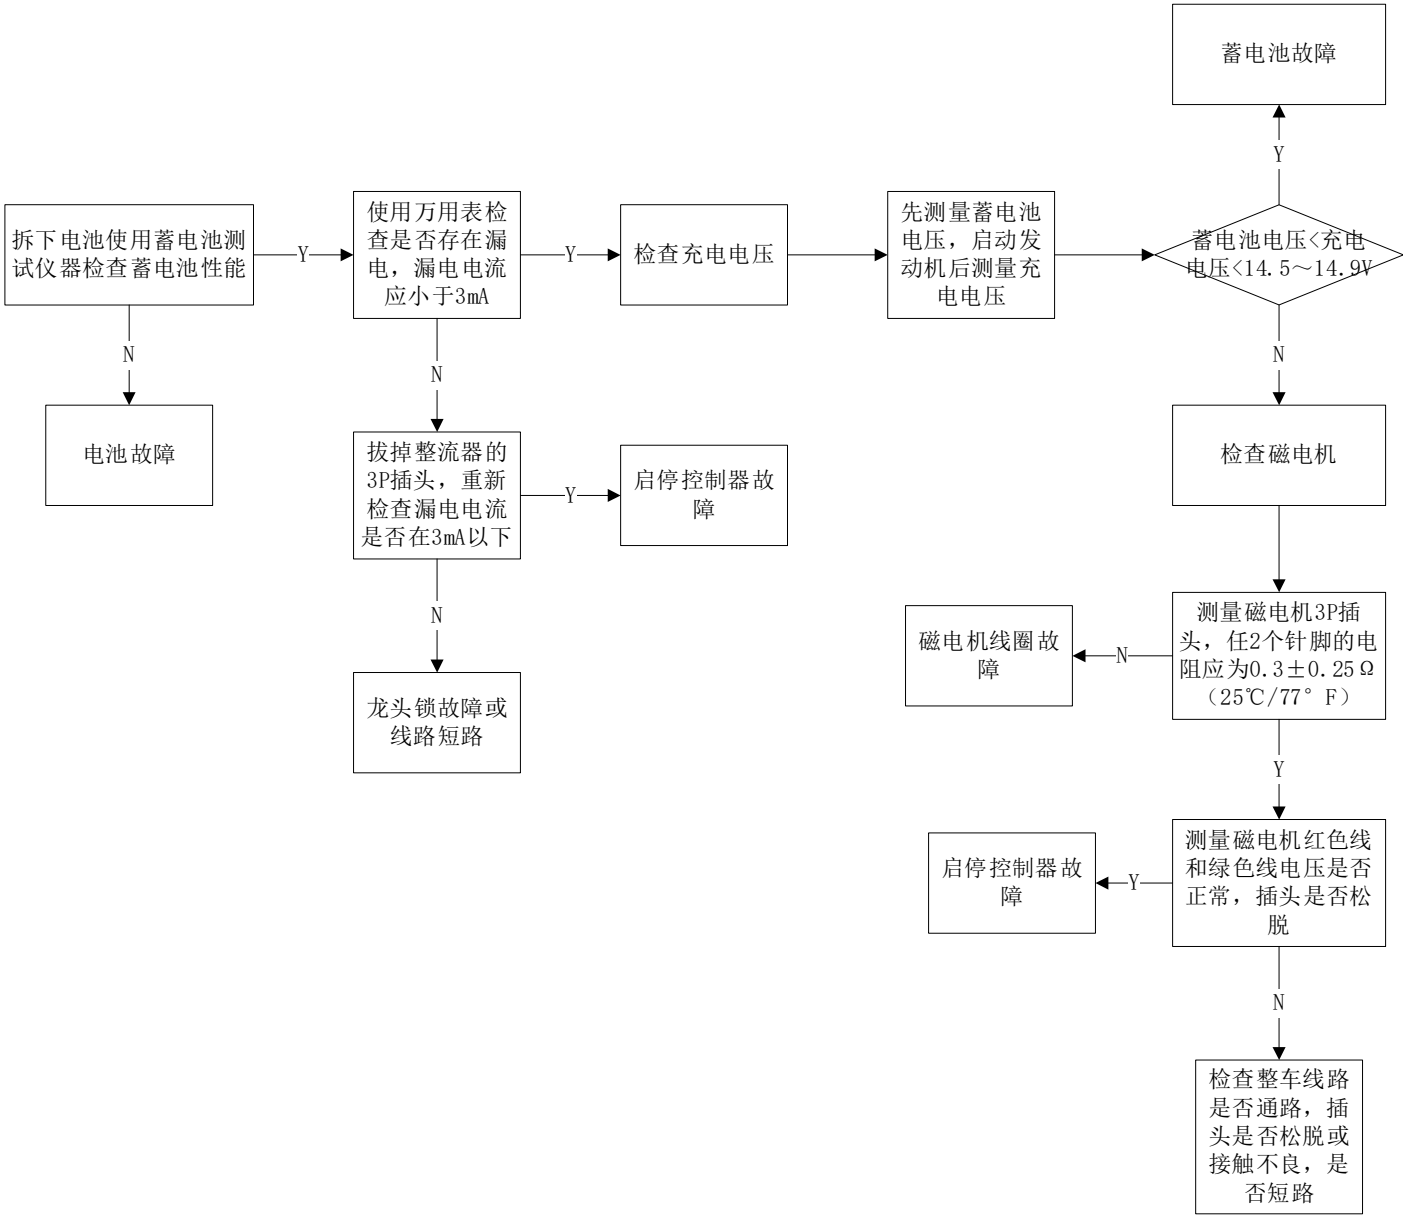 蓄电池故障
Y
拆下电池使用蓄电池测
试仪器检查蓄电池性能
Y
使用万用表检
查是否存在漏
电，漏电电流
应小于3mA
Y
检查充电电压
先测量蓄电池
电压，启动发
动机后测量充
电电压
蓄电池电压<充电
电压<14.5～14.9V
N
电池故障
N
拔掉整流器的
3P插头，重新
检查漏电电流
是否在3mA以下
Y
启停控制器故
障
N
龙头锁故障或
线路短路
N
检查磁电机
测量磁电机3P插
头，任2个针脚的电
阻应为0.3±0.25Ω
（25℃/77°F）
N
磁电机线圈故
障
Y
测量磁电机红色线
和绿色线电压是否
正常，插头是否松
脱
Y
启停控制器故
障
N
检查整车线路
是否通路，插
头是否松脱或
接触不良，是
否短路